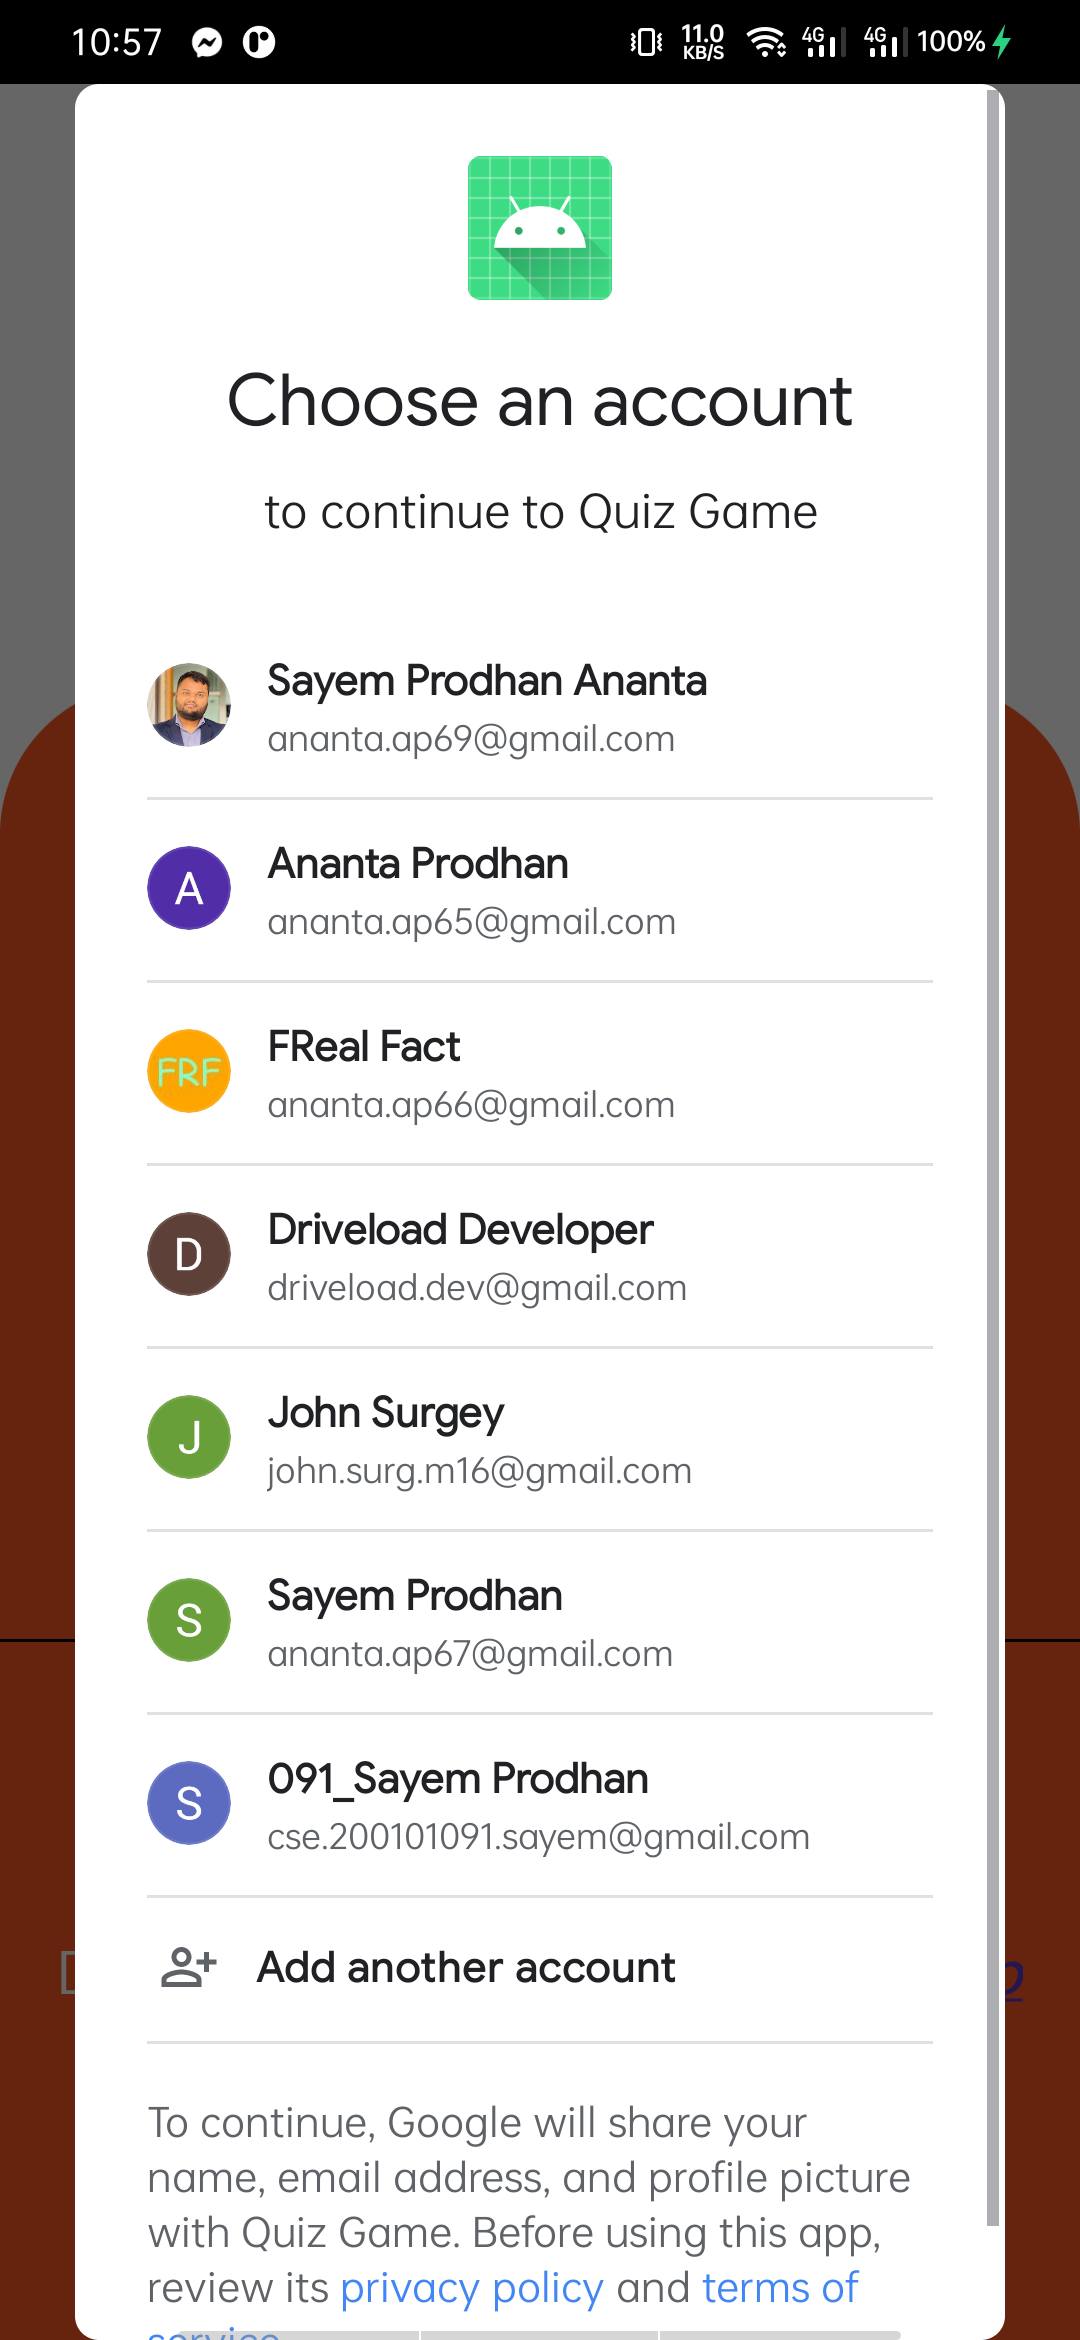 10:57 11.0 KB/S 4G 4G 100%
Choose an account
to continue to Quiz Game
Sayem Prodhan Ananta
ananta.ap69@gmail.com
A
Ananta Prodhan
ananta.ap65@gmail.com
FRF
FReal Fact
ananta.ap66@gmail.com
D
Driveload Developer
driveload.dev@gmail.com
J
John Surgey
john.surg.m16@gmail.com
S
Sayem Prodhan
ananta.ap67@gmail.com
S
091_Sayem Prodhan
cse.200101091.sayem@gmail.com
Add another account
To continue, Google will share your
name, email address, and profile picture
with Quiz Game. Before using this app,
review its privacy policy and terms of
service